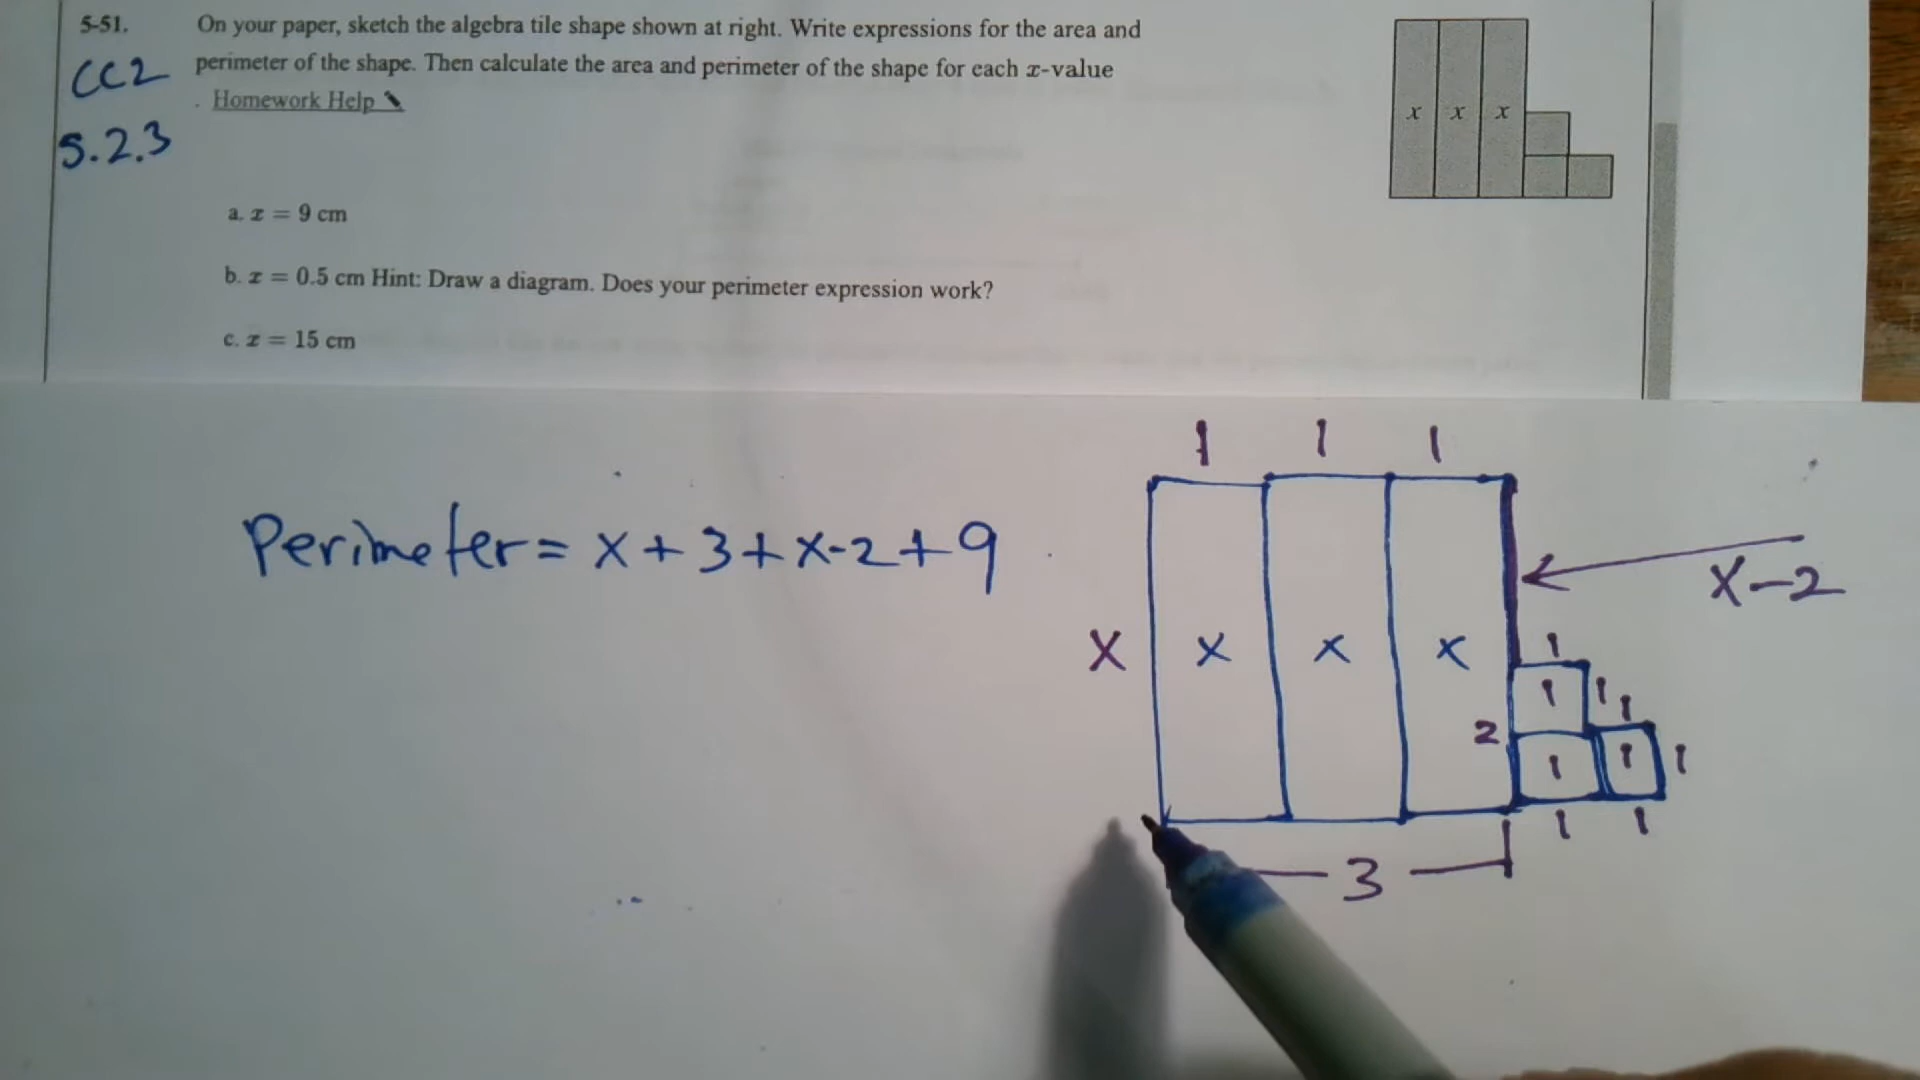 5-51. On your paper, sketch the algebra tile shape shown at right. Write expressions for the area and
perimeter of the shape. Then calculate the area and perimeter of the shape for each x-value
. Homework Help ✎
CC2
5.2.3
x x x
a. x = 9 cm
b. x = 0.5 cm Hint: Draw a diagram. Does your perimeter expression work?
c. x = 15 cm
Perimeter = x + 3 + x - 2 + 9
1 1 1
x - 2
x x x x
1
1 1 1
2
1 1 1
1 1
3